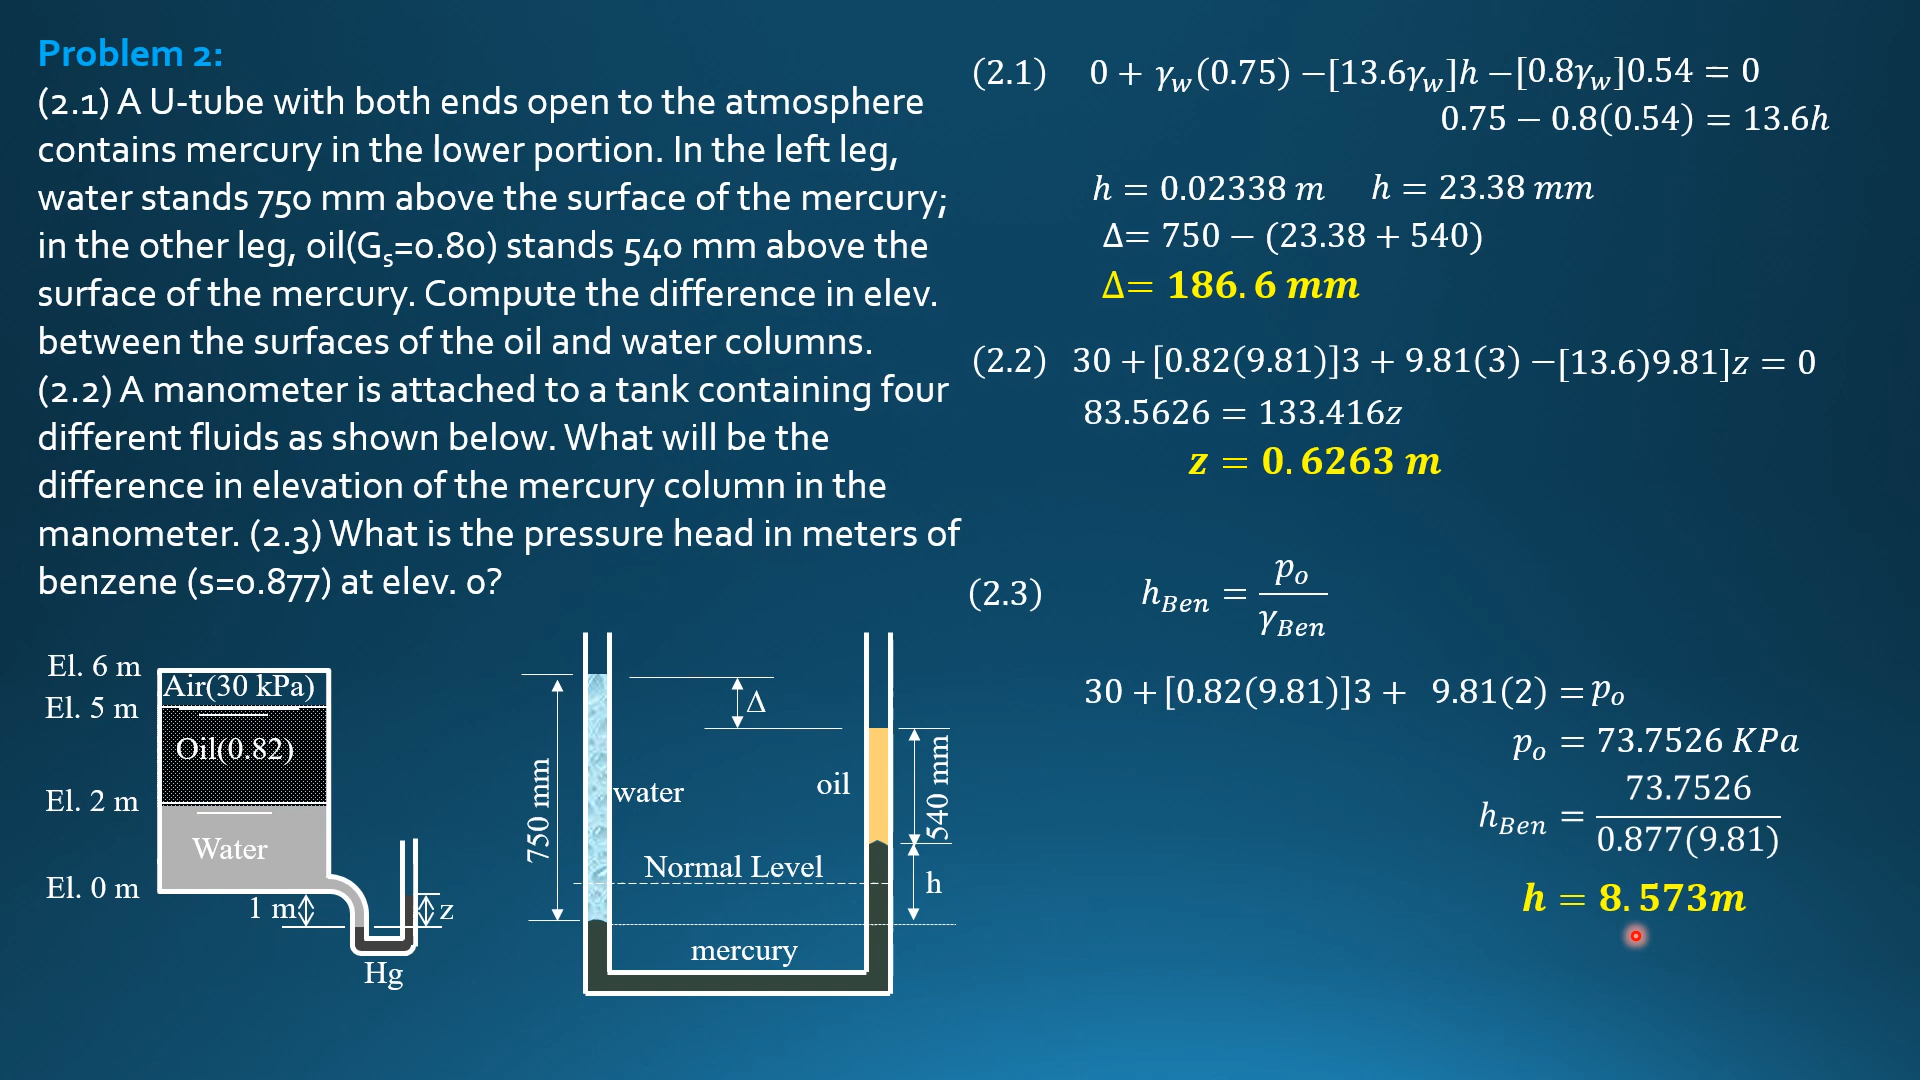 Problem 2:
(2.1) A U-tube with both ends open to the atmosphere
contains mercury in the lower portion. In the left leg,
water stands 750 mm above the surface of the mercury;
in the other leg, oil(Gs=0.80) stands 540 mm above the
surface of the mercury. Compute the difference in elev.
between the surfaces of the oil and water columns.
(2.2) A manometer is attached to a tank containing four
different fluids as shown below. What will be the
difference in elevation of the mercury column in the
manometer. (2.3) What is the pressure head in meters of
benzene (s=0.877) at elev. 0?
El. 6 m
Air(30 kPa)
El. 5 m
Oil(0.82)
El. 2 m
Water
El. 0 m
1 m
z
Hg
750 mm
water
Δ
oil
540 mm
Normal Level
h
mercury
(2.1) 0 + γw(0.75) −[13.6γw]h −[0.8γw]0.54 = 0
0.75 − 0.8(0.54) = 13.6h
h = 0.02338 m h = 23.38 mm
Δ= 750 − (23.38 + 540)
Δ= 186.6 mm
(2.2) 30 +[0.82(9.81)]3 + 9.81(3) −[13.6)9.81]z = 0
83.5626 = 133.416z
z = 0.6263 m
(2.3) hBen = po / γBen
30 +[0.82(9.81)]3 + 9.81(2) =po
po = 73.7526 KPa
hBen = 73.7526 / 0.877(9.81)
h = 8.573m